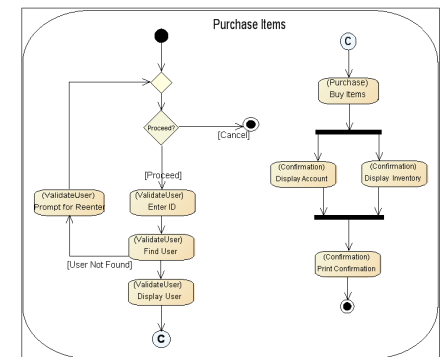 Purchase Items
Proceed?
[Cancel]
[Proceed]
(ValidateUser)
Prompt for Reenter
(ValidateUser)
Enter ID
(ValidateUser)
Find User
[User Not Found]
(ValidateUser)
Display User
C
C
(Purchase)
Buy Items
(Confirmation)
Display Account
(Confirmation)
Display Inventory
(Confirmation)
Print Confirmation